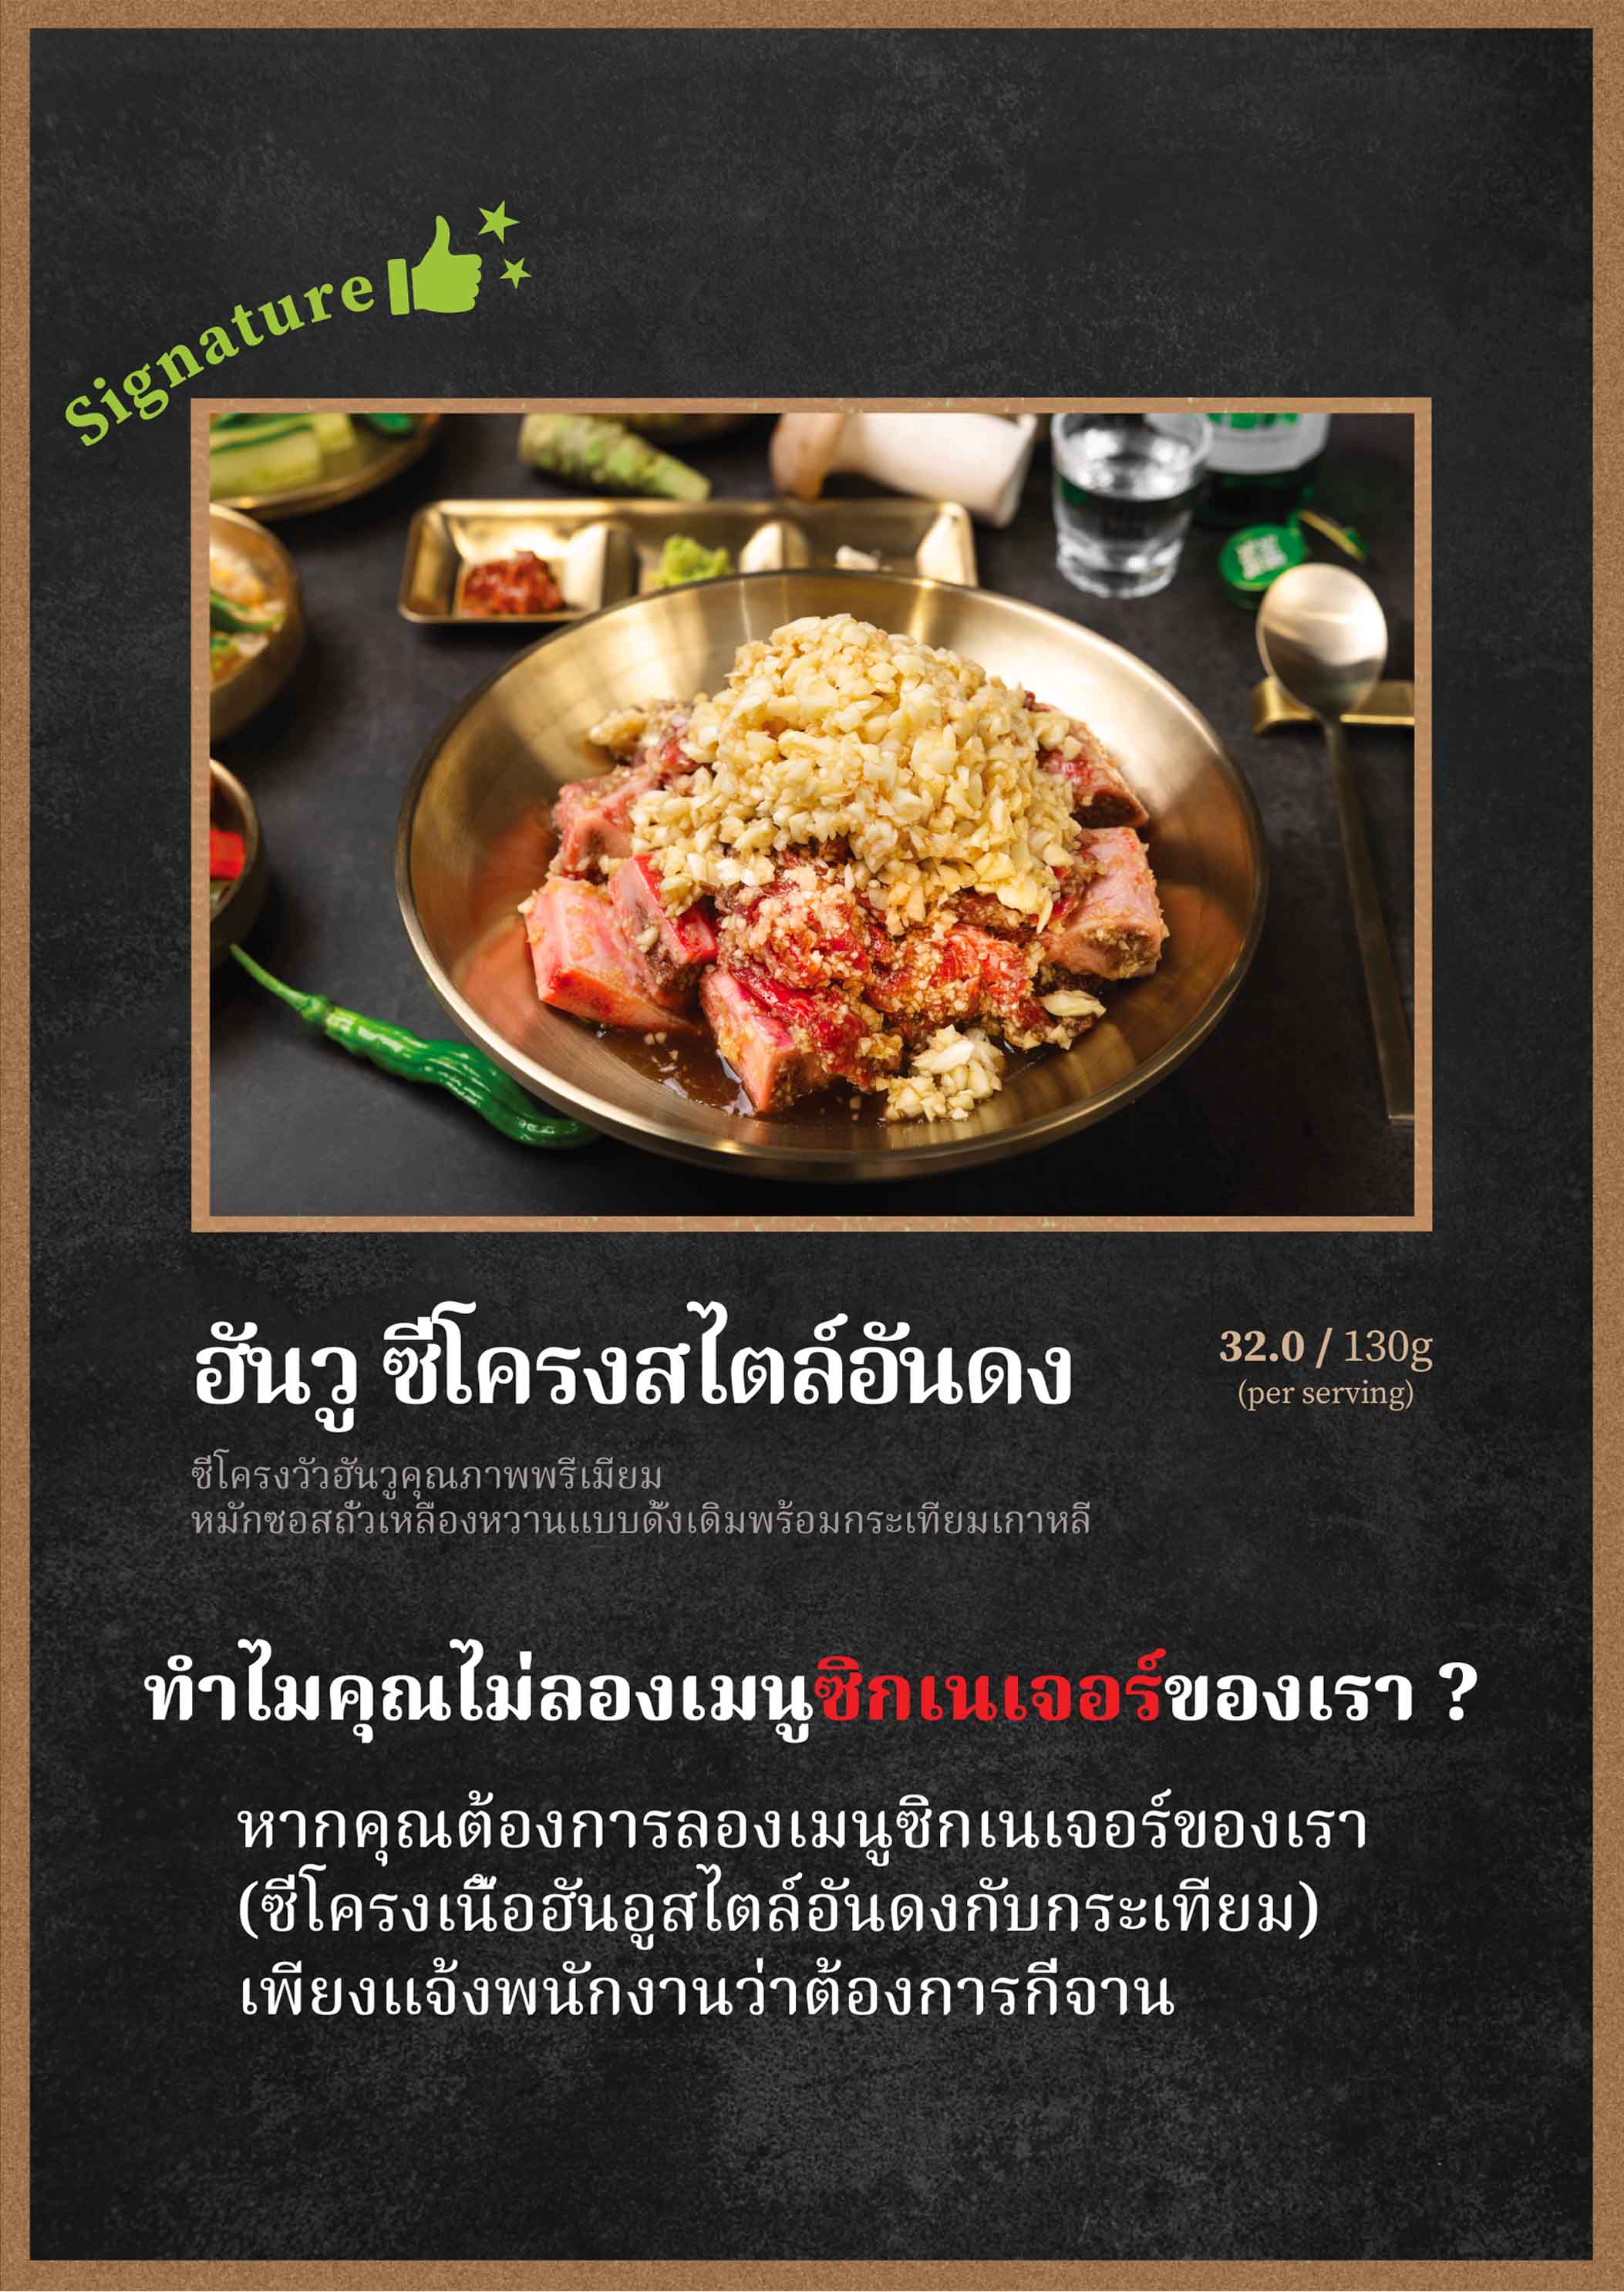 Signature
ฮันวู ซี่โครงสไตล์อันดง
32.0 / 130g
(per serving)
ซี่โครงวัวฮันวูคุณภาพพรีเมียม
หมักซอสถั่วเหลืองหวานแบบดั้งเดิมพร้อมกระเทียมเกาหลี
ทำไมคุณไม่ลองเมนูซิกเนเจอร์ของเรา ?
หากคุณต้องการลองเมนูซิกเนเจอร์ของเรา
(ซี่โครงเนื้อฮันอูสไตล์อันดงกับกระเทียม)
เพียงแจ้งพนักงานว่าต้องการกี่จาน